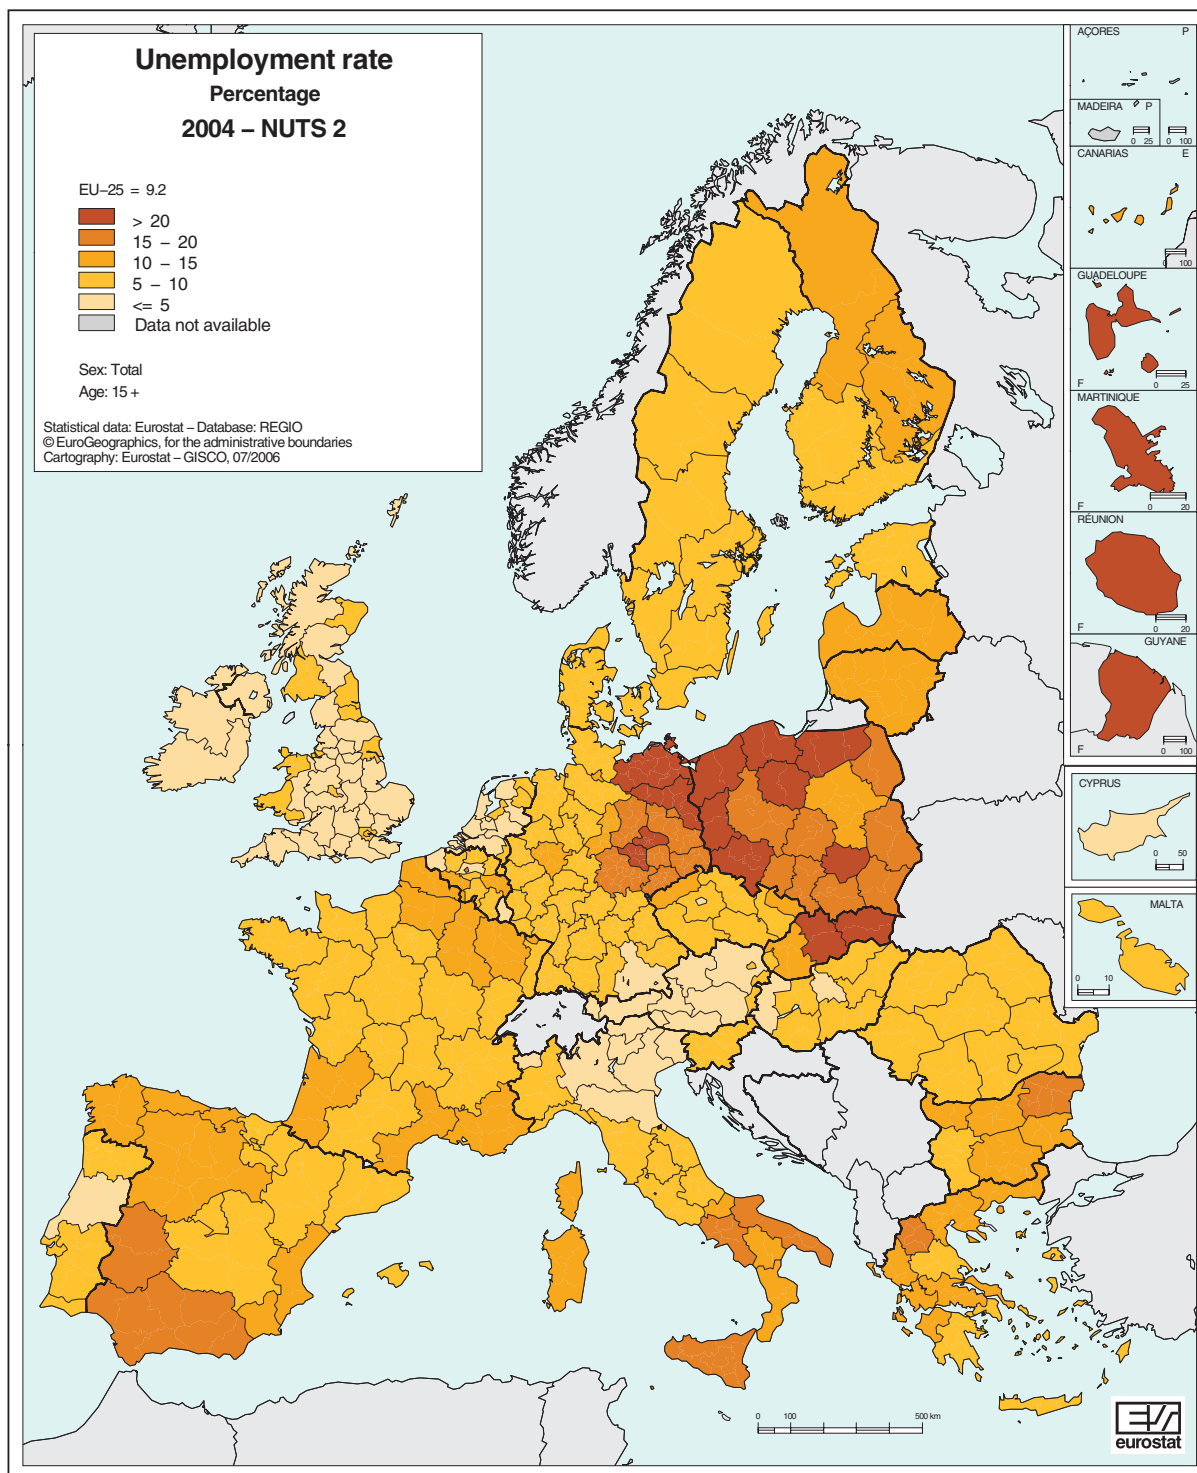 Unemployment rate
Percentage
2004 – NUTS 2
EU–25 = 9.2
> 20
15 – 20
10 – 15
5 – 10
<= 5
Data not available
Sex: Total
Age: 15 +
Statistical data: Eurostat – Database: REGIO
© EuroGeographics, for the administrative boundaries
Cartography: Eurostat – GISCO, 07/2006
AÇORES P
MADEIRA P
0 25
0 100
CANARIAS E
0 100
GUADELOUPE
F
0 25
MARTINIQUE
F
0 20
RÉUNION
F
0 20
GUYANE
F
0 100
CYPRUS
0 50
MALTA
0 10
0 100 500 km
eurostat